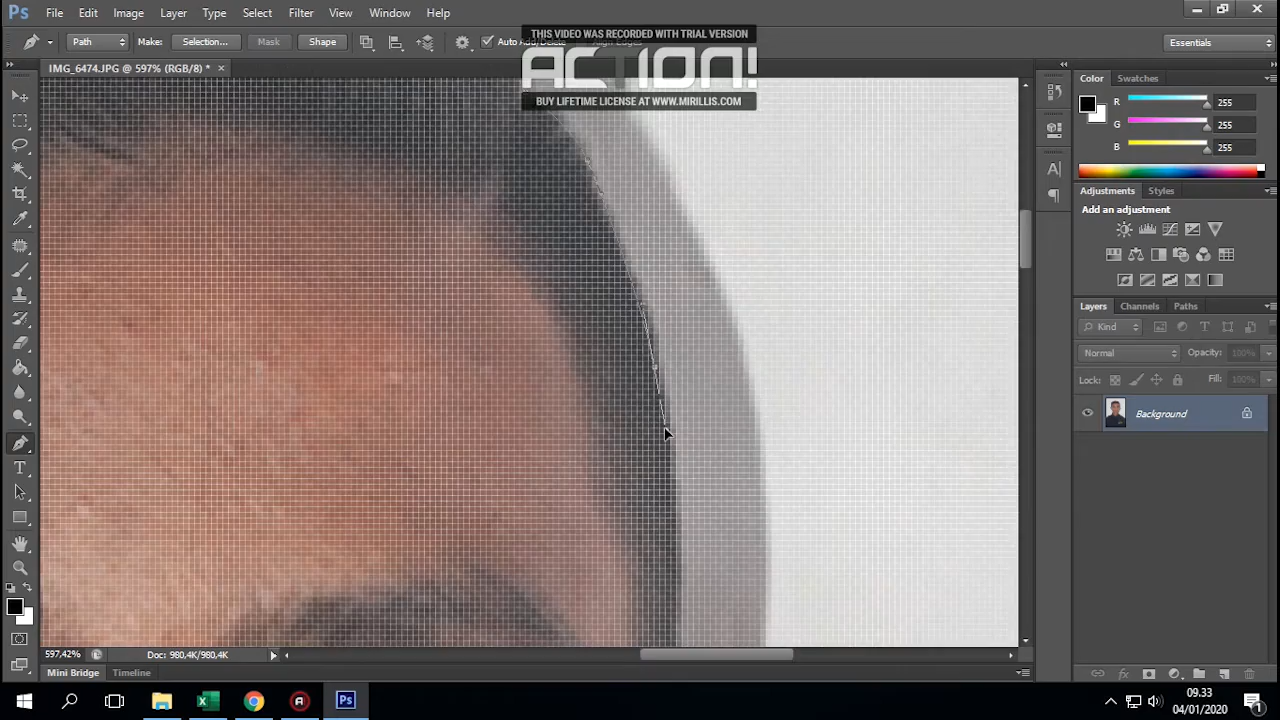 Ps File Edit Image Layer Type Select Filter View Window Help
THIS VIDEO WAS RECORDED WITH TRIAL VERSION
ACTION!
BUY LIFETIME LICENSE AT WWW.MIRILLIS.COM
Path Make: Selection... Mask Shape Auto Add/Delete Align Edges Essentials
IMG_6474.JPG @ 597% (RGB/8) * ×
Color Swatches
R 255
G 255
B 255
Adjustments Styles
Add an adjustment
Layers Channels Paths
Kind
Normal Opacity: 100%
Lock: Fill: 100%
Background
597,42% Doc: 980,4K/980,4K
Mini Bridge Timeline
Ps
09.33
04/01/2020
1